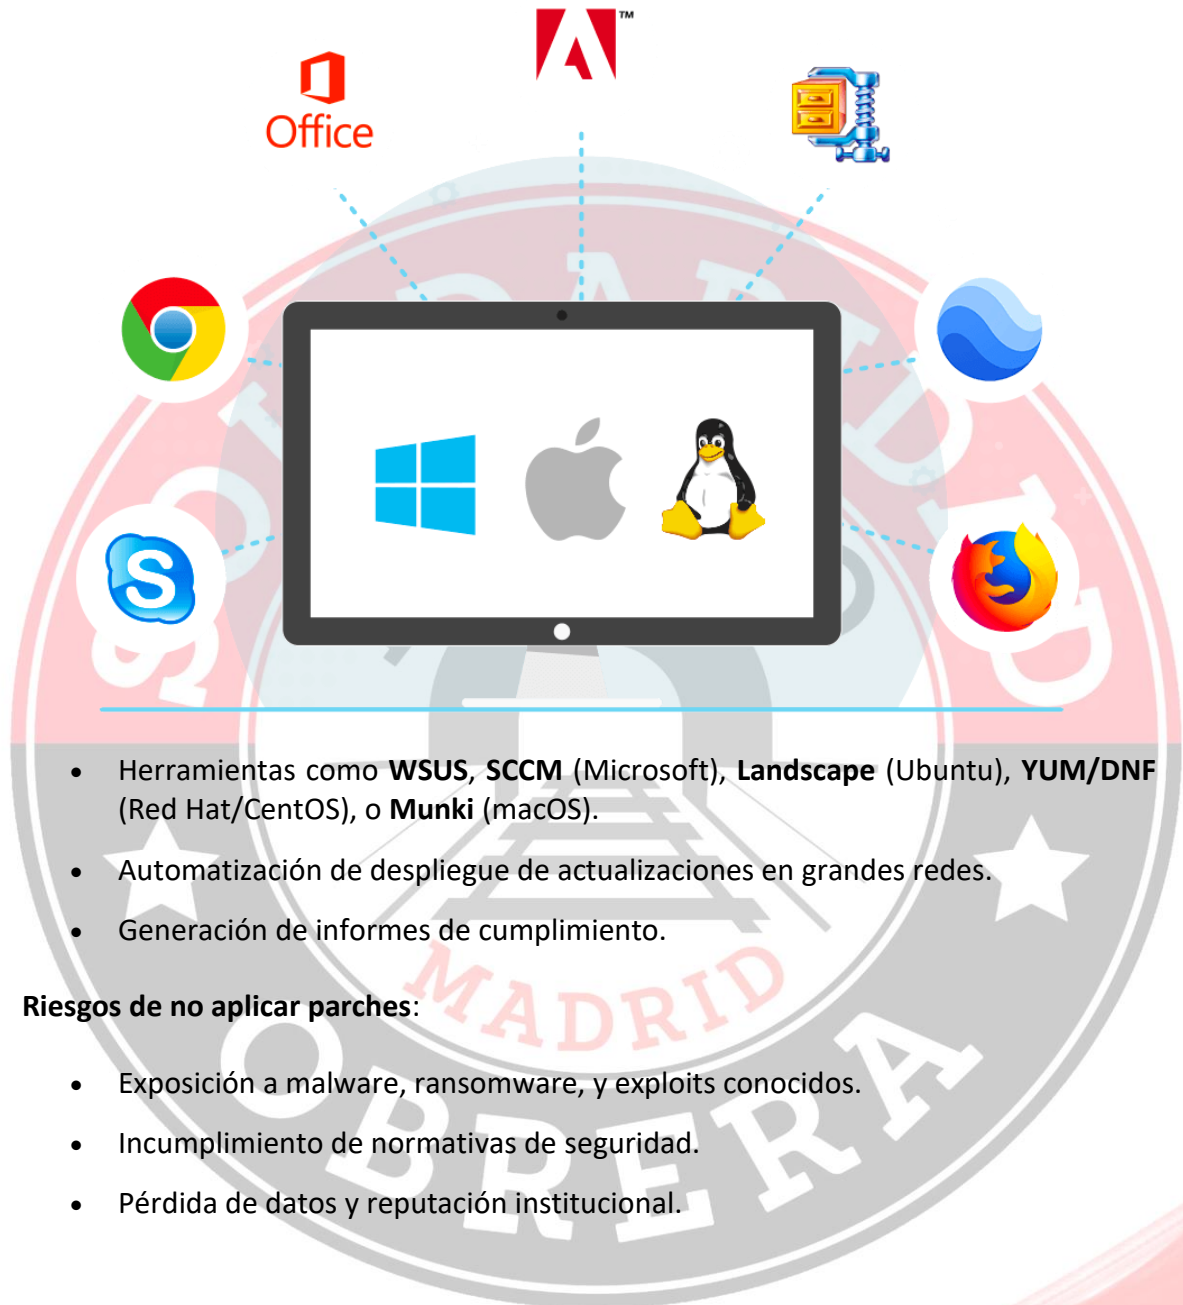 ™
Office
S
• Herramientas como WSUS, SCCM (Microsoft), Landscape (Ubuntu), YUM/DNF
(Red Hat/CentOS), o Munki (macOS).
• Automatización de despliegue de actualizaciones en grandes redes.
• Generación de informes de cumplimiento.
Riesgos de no aplicar parches:
• Exposición a malware, ransomware, y exploits conocidos.
• Incumplimiento de normativas de seguridad.
• Pérdida de datos y reputación institucional.
SOLIDARIDAD
MADRID
OBRERA